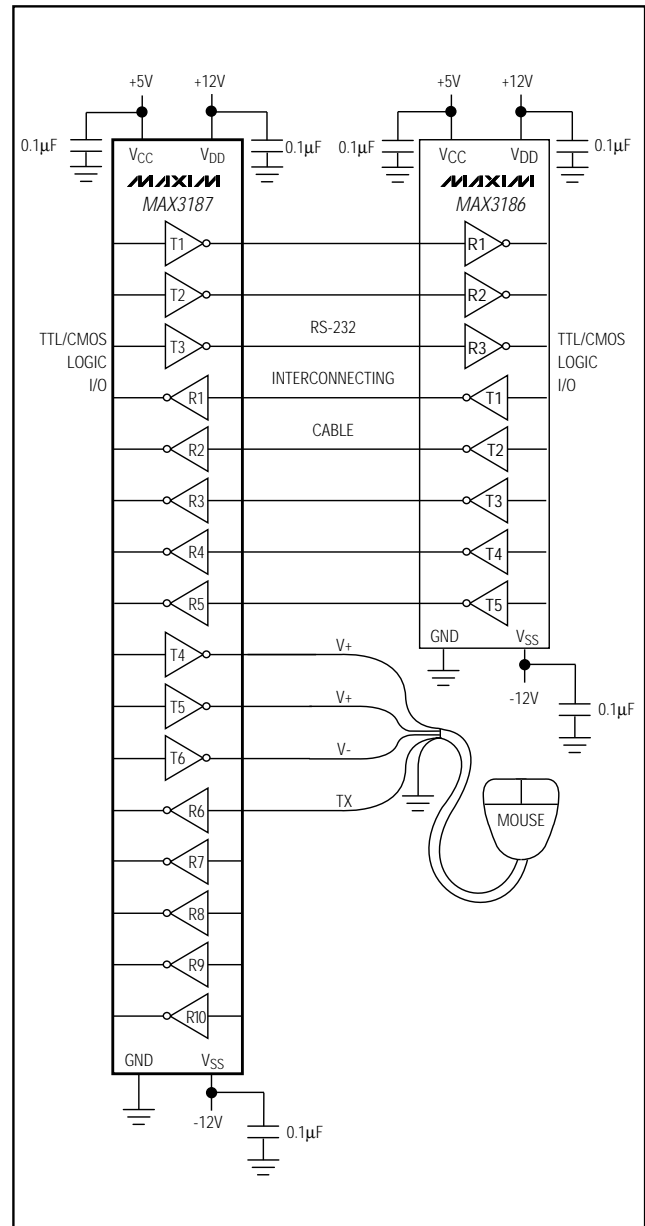 +5V +12V +5V +12V
0.1µF 0.1µF 0.1µF 0.1µF
VCC VDD VCC VDD
MAXIM MAXIM
MAX3187 MAX3186
T1 R1
T2 R2
RS-232
T3 R3
TTL/CMOS
LOGIC
I/O
TTL/CMOS
LOGIC
I/O
INTERCONNECTING
R1 T1
CABLE
R2 T2
R3 T3
R4 T4
R5 T5
GND VSS
T4 V+
-12V
0.1µF
T5 V+
T6 V-
TX
R6
MOUSE
R7
R8
R9
R10
GND VSS
-12V
0.1µF